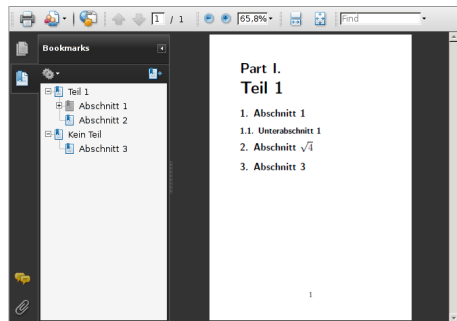 1 / 1 65,8% Find
Bookmarks
Teil 1
Abschnitt 1
Abschnitt 2
Kein Teil
Abschnitt 3
Part I.
Teil 1
1. Abschnitt 1
1.1. Unterabschnitt 1
2. Abschnitt √4
3. Abschnitt 3
1